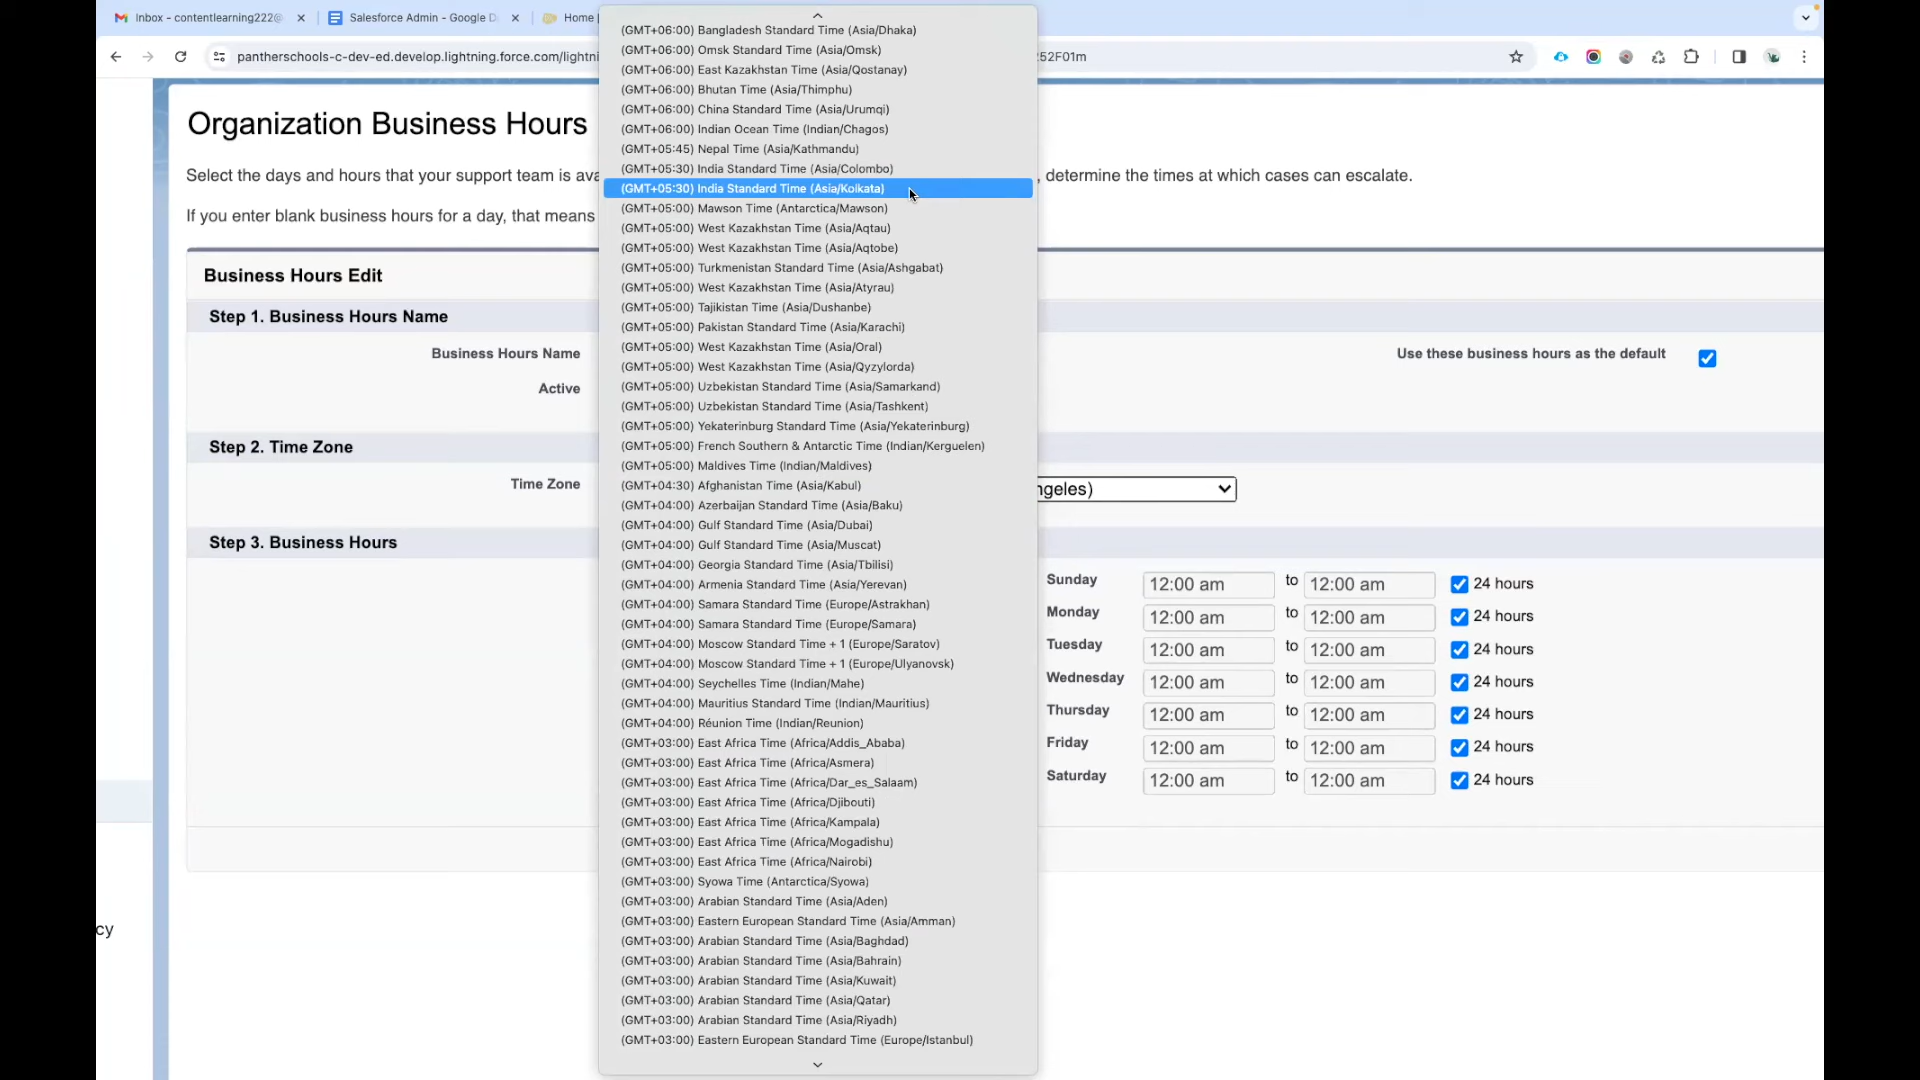 Inbox - contentlearning222@
Salesforce Admin - Google D
Home
pantherschools-c-dev-ed.develop.lightning.force.com/lightni
52F01m
Organization Business Hours
Select the days and hours that your support team is ava
, determine the times at which cases can escalate.
If you enter blank business hours for a day, that means
Business Hours Edit
Step 1. Business Hours Name
Business Hours Name
Use these business hours as the default
Active
Step 2. Time Zone
Time Zone
ngeles)
Step 3. Business Hours
Sunday 12:00 am to 12:00 am 24 hours
Monday 12:00 am to 12:00 am 24 hours
Tuesday 12:00 am to 12:00 am 24 hours
Wednesday 12:00 am to 12:00 am 24 hours
Thursday 12:00 am to 12:00 am 24 hours
Friday 12:00 am to 12:00 am 24 hours
Saturday 12:00 am to 12:00 am 24 hours
cy
(GMT+06:00) Bangladesh Standard Time (Asia/Dhaka)
(GMT+06:00) Omsk Standard Time (Asia/Omsk)
(GMT+06:00) East Kazakhstan Time (Asia/Qostanay)
(GMT+06:00) Bhutan Time (Asia/Thimphu)
(GMT+06:00) China Standard Time (Asia/Urumqi)
(GMT+06:00) Indian Ocean Time (Indian/Chagos)
(GMT+05:45) Nepal Time (Asia/Kathmandu)
(GMT+05:30) India Standard Time (Asia/Colombo)
(GMT+05:30) India Standard Time (Asia/Kolkata)
(GMT+05:00) Mawson Time (Antarctica/Mawson)
(GMT+05:00) West Kazakhstan Time (Asia/Aqtau)
(GMT+05:00) West Kazakhstan Time (Asia/Aqtobe)
(GMT+05:00) Turkmenistan Standard Time (Asia/Ashgabat)
(GMT+05:00) West Kazakhstan Time (Asia/Atyrau)
(GMT+05:00) Tajikistan Time (Asia/Dushanbe)
(GMT+05:00) Pakistan Standard Time (Asia/Karachi)
(GMT+05:00) West Kazakhstan Time (Asia/Oral)
(GMT+05:00) West Kazakhstan Time (Asia/Qyzylorda)
(GMT+05:00) Uzbekistan Standard Time (Asia/Samarkand)
(GMT+05:00) Uzbekistan Standard Time (Asia/Tashkent)
(GMT+05:00) Yekaterinburg Standard Time (Asia/Yekaterinburg)
(GMT+05:00) French Southern & Antarctic Time (Indian/Kerguelen)
(GMT+05:00) Maldives Time (Indian/Maldives)
(GMT+04:30) Afghanistan Time (Asia/Kabul)
(GMT+04:00) Azerbaijan Standard Time (Asia/Baku)
(GMT+04:00) Gulf Standard Time (Asia/Dubai)
(GMT+04:00) Gulf Standard Time (Asia/Muscat)
(GMT+04:00) Georgia Standard Time (Asia/Tbilisi)
(GMT+04:00) Armenia Standard Time (Asia/Yerevan)
(GMT+04:00) Samara Standard Time (Europe/Astrakhan)
(GMT+04:00) Samara Standard Time (Europe/Samara)
(GMT+04:00) Moscow Standard Time + 1 (Europe/Saratov)
(GMT+04:00) Moscow Standard Time + 1 (Europe/Ulyanovsk)
(GMT+04:00) Seychelles Time (Indian/Mahe)
(GMT+04:00) Mauritius Standard Time (Indian/Mauritius)
(GMT+04:00) Réunion Time (Indian/Reunion)
(GMT+03:00) East Africa Time (Africa/Addis_Ababa)
(GMT+03:00) East Africa Time (Africa/Asmera)
(GMT+03:00) East Africa Time (Africa/Dar_es_Salaam)
(GMT+03:00) East Africa Time (Africa/Djibouti)
(GMT+03:00) East Africa Time (Africa/Kampala)
(GMT+03:00) East Africa Time (Africa/Mogadishu)
(GMT+03:00) East Africa Time (Africa/Nairobi)
(GMT+03:00) Syowa Time (Antarctica/Syowa)
(GMT+03:00) Arabian Standard Time (Asia/Aden)
(GMT+03:00) Eastern European Standard Time (Asia/Amman)
(GMT+03:00) Arabian Standard Time (Asia/Baghdad)
(GMT+03:00) Arabian Standard Time (Asia/Bahrain)
(GMT+03:00) Arabian Standard Time (Asia/Kuwait)
(GMT+03:00) Arabian Standard Time (Asia/Qatar)
(GMT+03:00) Arabian Standard Time (Asia/Riyadh)
(GMT+03:00) Eastern European Standard Time (Europe/Istanbul)